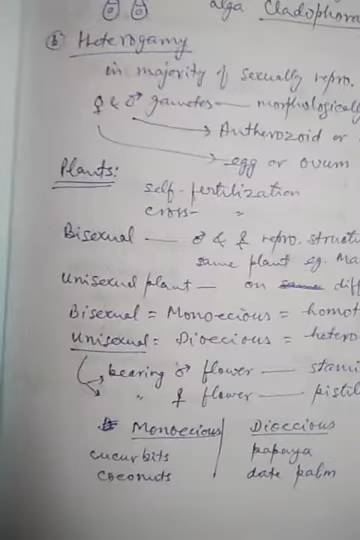 alga Cladophora
(b) Heterogamy
in majority of sexually repro.
♀ & ♂ gametes — morphologically
→ Antherozoid or
→ egg or ovum
Plants:
self-fertilization
cross- "
Bisexual — ♂ & ♀ repro. structu
same plant eg. Ma
Unisexual plant — on same diff
Bisexual = Monoecious = homot
Unisexual = Dioecious = hetero
bearing ♂ flower — stami
" ♀ flower — pistil
Monoecious Dioecious
cucurbits papaya
coconuts date palm